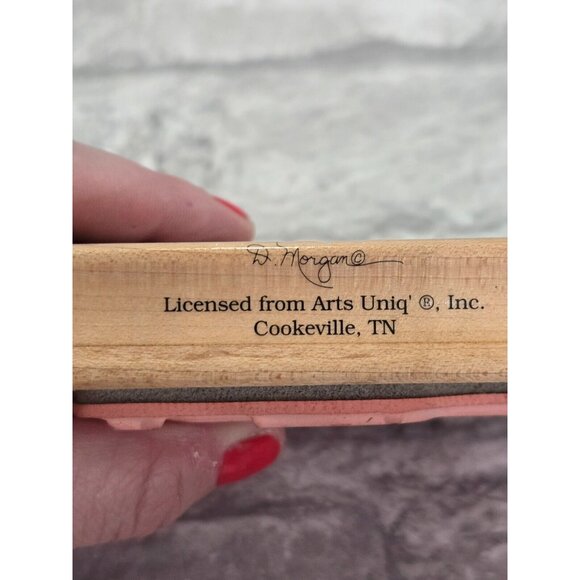 D. Morgan©
Licensed from Arts Uniq' ®, Inc.
Cookeville, TN